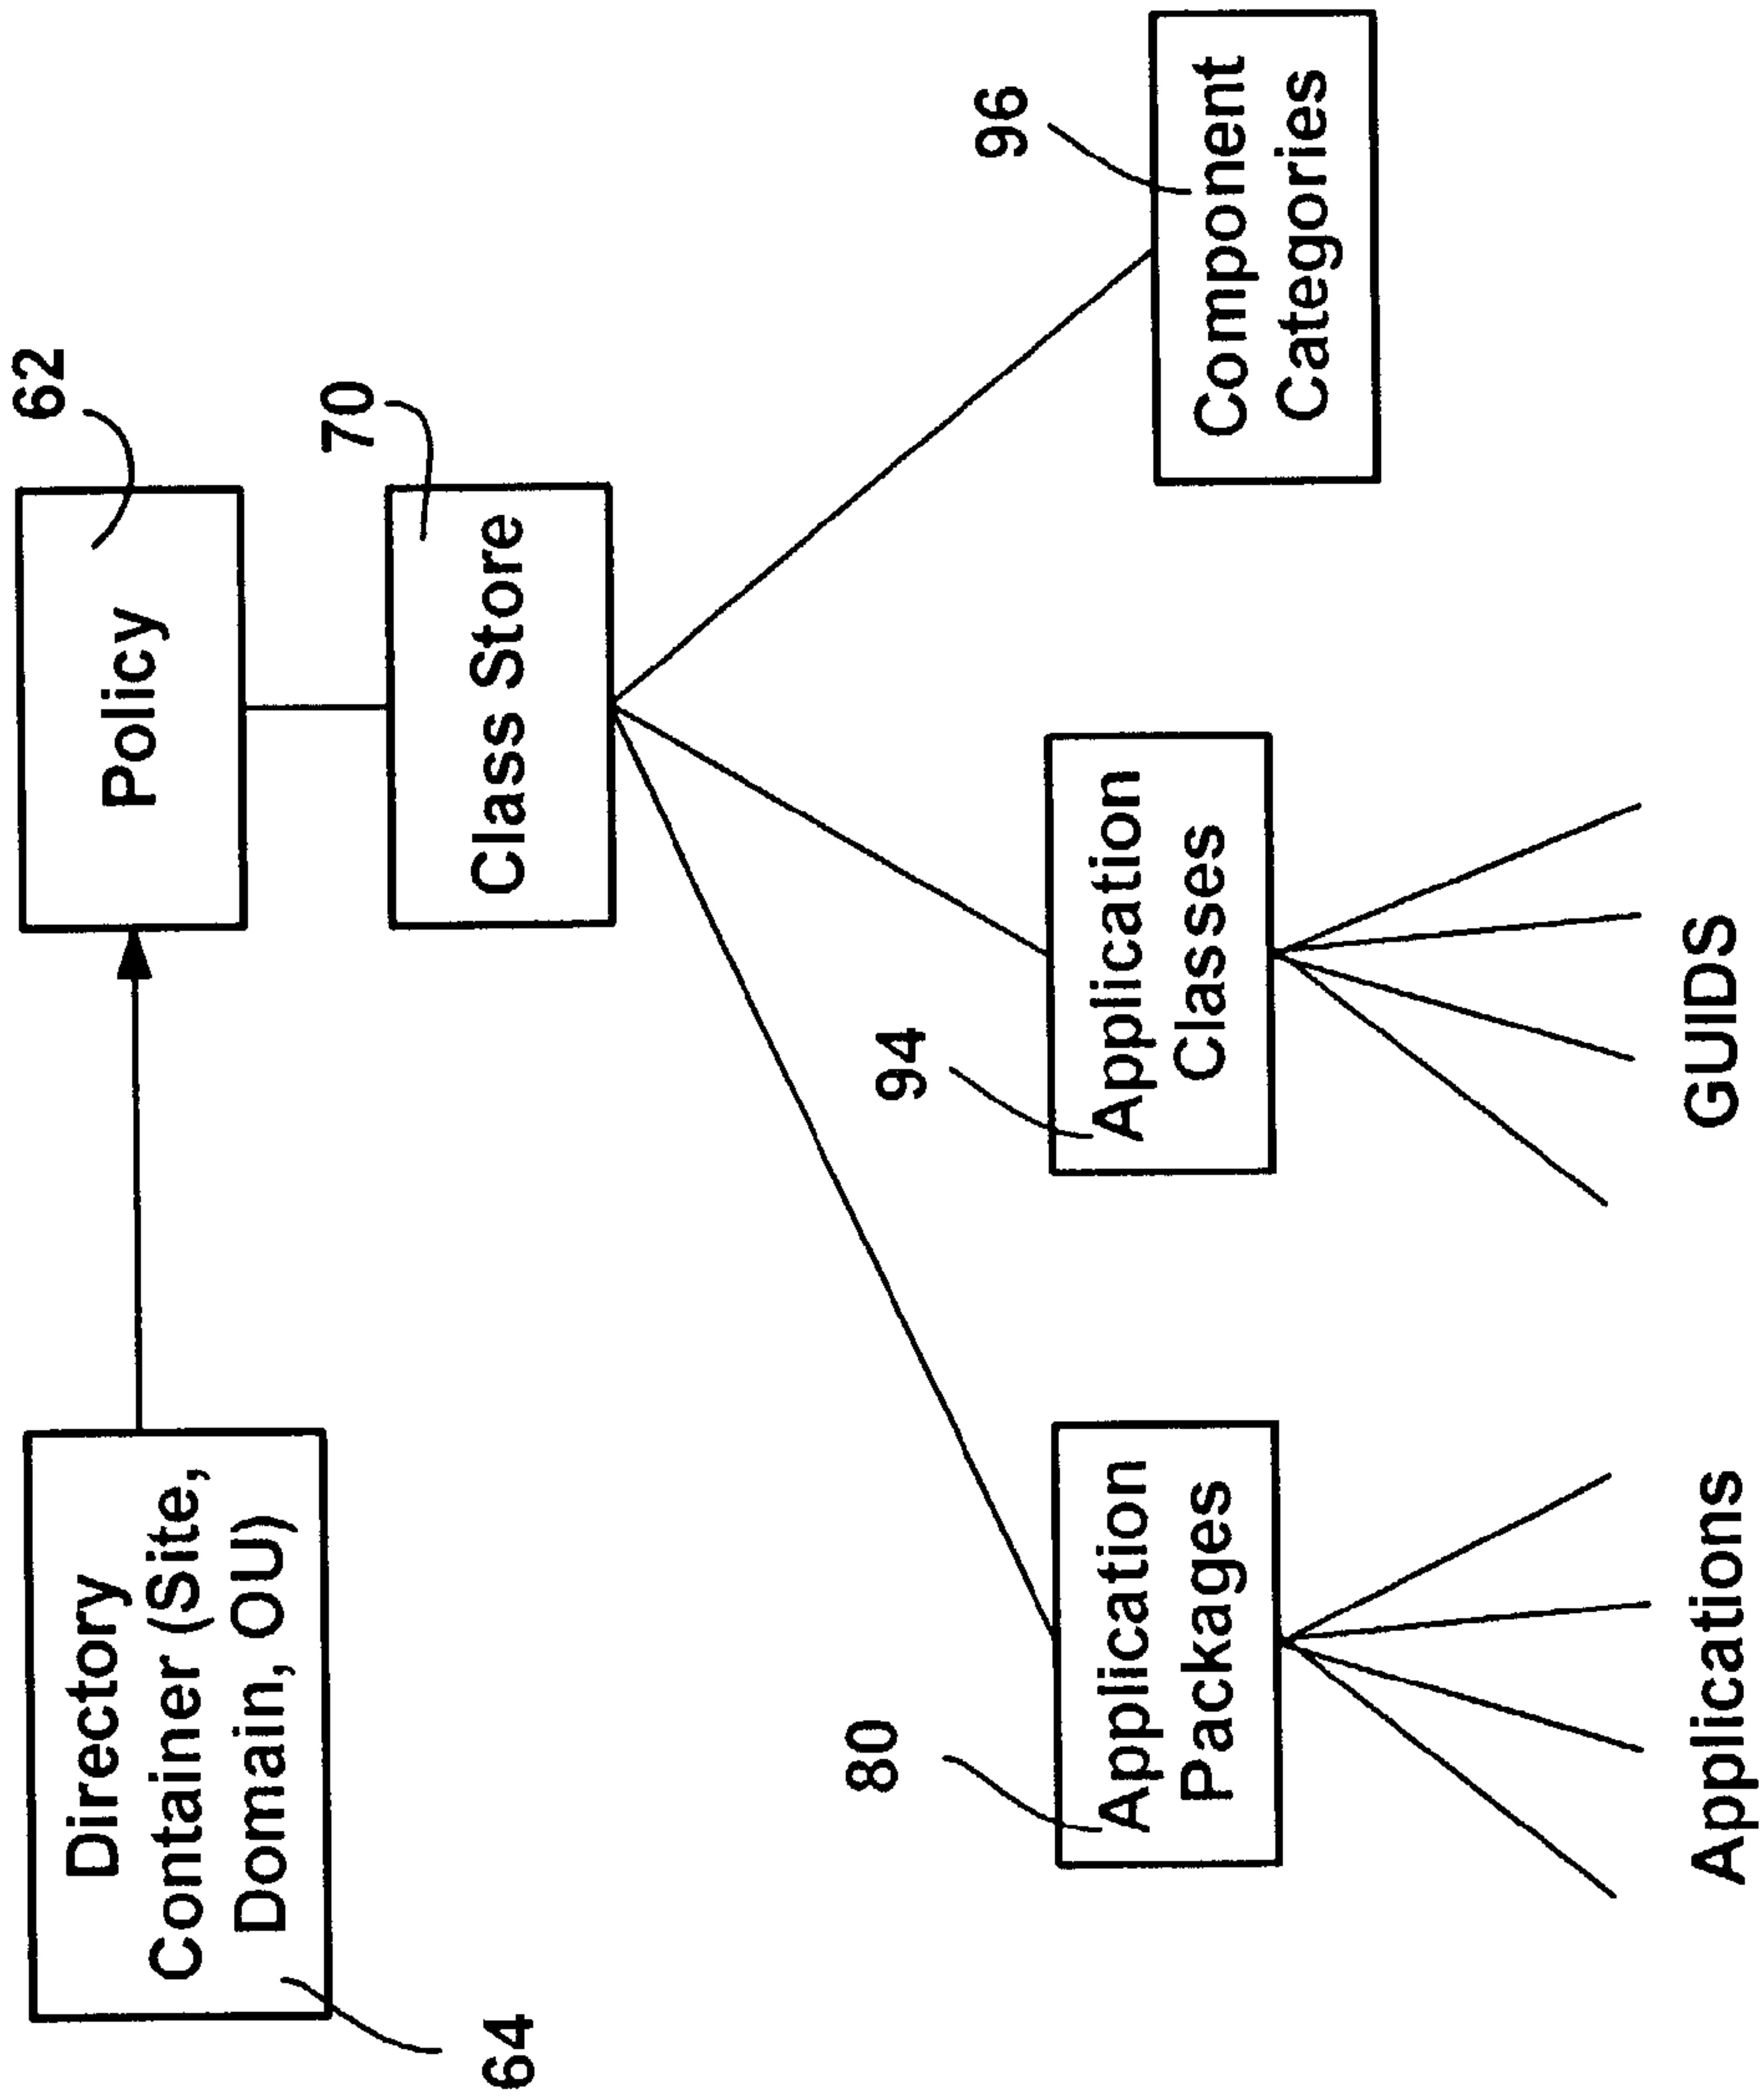 64
Directory
Container (Site,
Domain, OU)
Policy
62
Class Store
70
80
Application
Packages
94
Application
Classes
96
Component
Categories
Applications
GUIDS